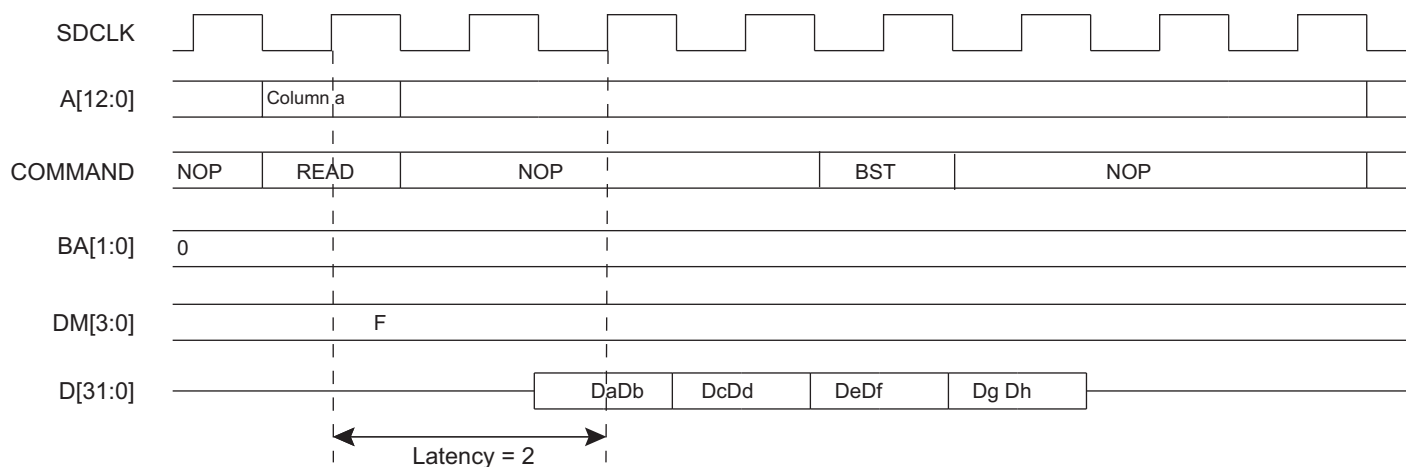 SDCLK
A[12:0] Column a
COMMAND NOP READ NOP BST NOP
BA[1:0] 0
DM[3:0] F
D[31:0] DaDb DcDd DeDf Dg Dh
Latency = 2